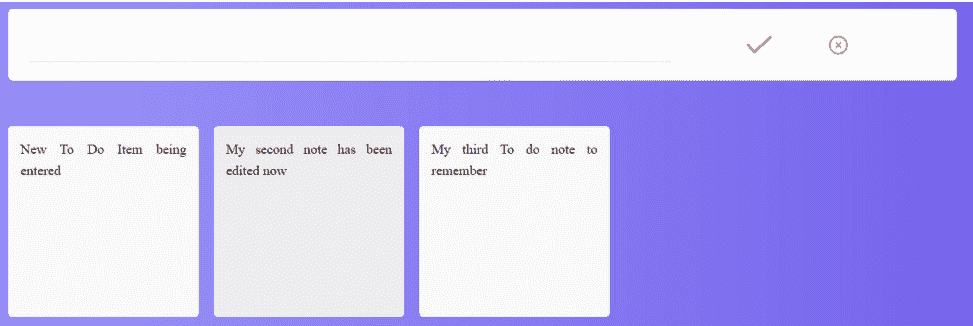 New To Do Item being
entered
My second note has been
edited now
My third To do note to
remember